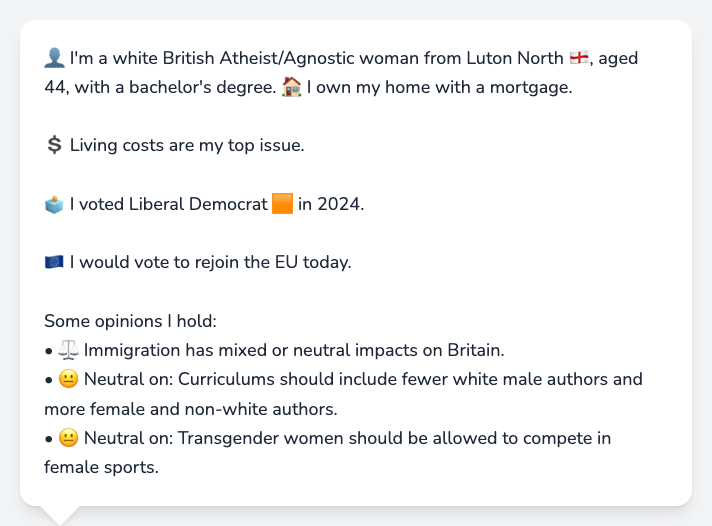 👤 I'm a white British Atheist/Agnostic woman from Luton North 🏴󠁧󠁢󠁥󠁮󠁧󠁿, aged
44, with a bachelor's degree. 🏠 I own my home with a mortgage.
💲 Living costs are my top issue.
🗳️ I voted Liberal Democrat 🟧 in 2024.
🇪🇺 I would vote to rejoin the EU today.
Some opinions I hold:
• ⚖️ Immigration has mixed or neutral impacts on Britain.
• 😐 Neutral on: Curriculums should include fewer white male authors and
more female and non-white authors.
• 😐 Neutral on: Transgender women should be allowed to compete in
female sports.